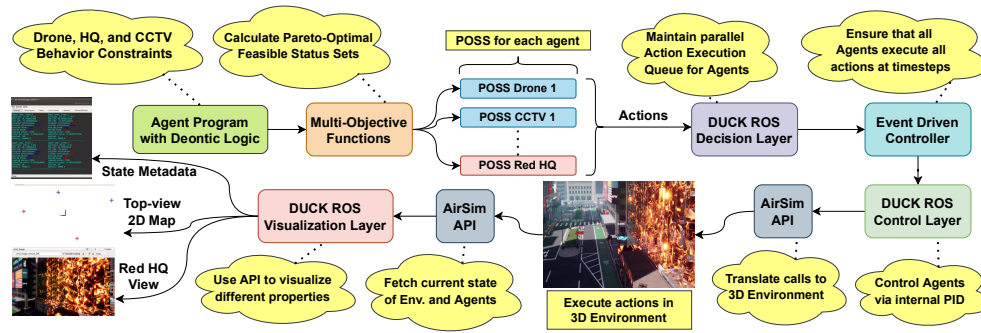 Drone, HQ, and CCTV
Behavior Constraints
Calculate Pareto-Optimal
Feasible Status Sets
POSS for each agent
Maintain parallel
Action Execution
Queue for Agents
Ensure that all
Agents execute all
actions at timesteps
Agent Program
with Deontic Logic
Multi-Objective
Functions
POSS Drone 1
POSS CCTV 1
POSS Red HQ
Actions
DUCK ROS
Decision Layer
Event Driven
Controller
State Metadata
Top-view
2D Map
Red HQ
View
DUCK ROS
Visualization Layer
AirSim
API
AirSim
API
DUCK ROS
Control Layer
Use API to visualize
different properties
Fetch current state
of Env. and Agents
Execute actions in
3D Environment
Translate calls to
3D Environment
Control Agents
via internal PID